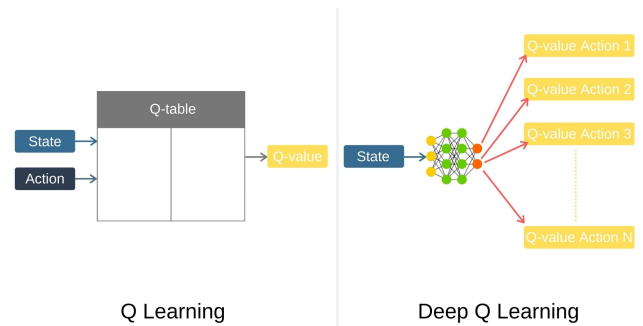 Q-table
State
Action
Q-value
Q Learning
State
Q-value Action 1
Q-value Action 2
Q-value Action 3
Q-value Action N
Deep Q Learning